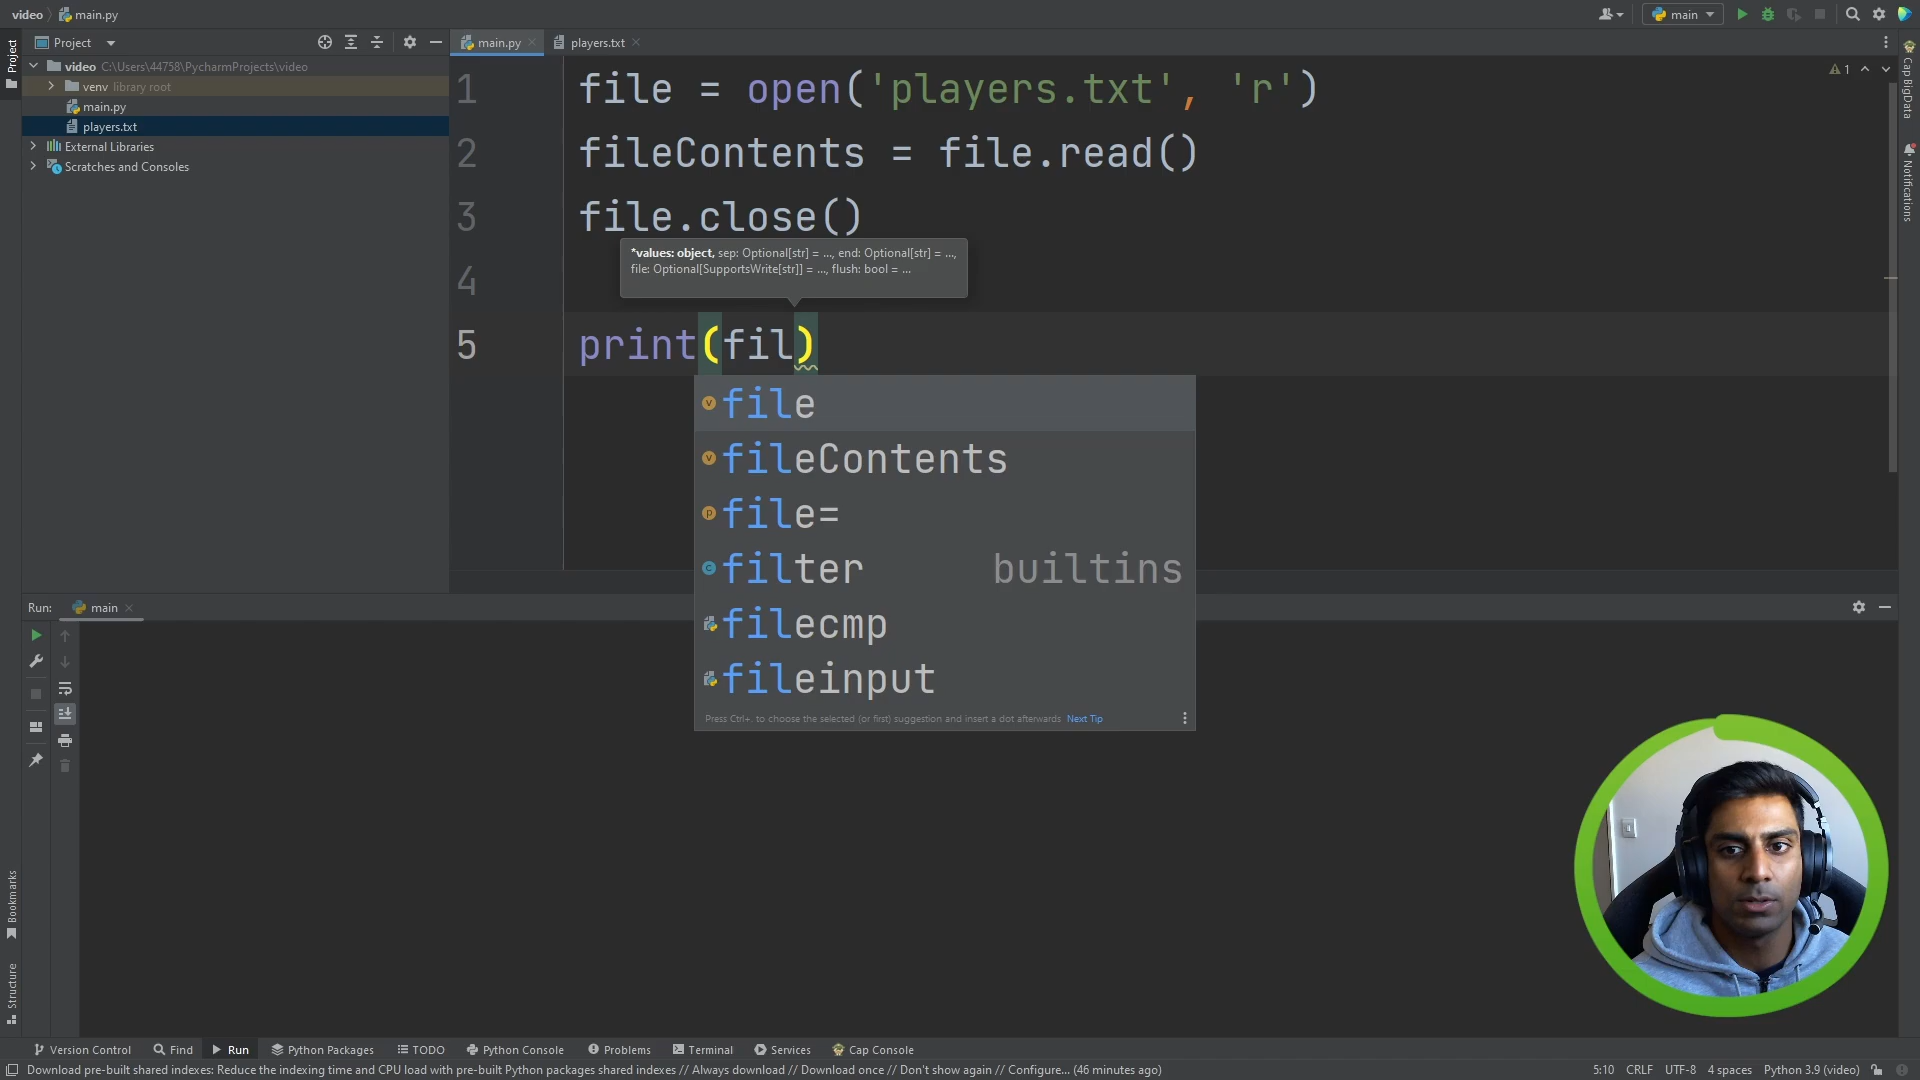 video
main.py
main
Project
Project
video C:\Users\44758\PycharmProjects\video
venv library root
main.py
players.txt
External Libraries
Scratches and Consoles
main.py
players.txt
1
1 file = open('players.txt', 'r')
2 fileContents = file.read()
3 file.close()
4
5 print(fil)
*values: object, sep: Optional[str] = ..., end: Optional[str] = ...,
file: Optional[SupportsWrite[str]] = ..., flush: bool = ...
v file
v fileContents
p file=
c filter builtins
filecmp
fileinput
Press Ctrl+. to choose the selected (or first) suggestion and insert a dot afterwards Next Tip
Cap BigData
Notifications
Run: main
Bookmarks
Structure
Version Control
Find
Run
Python Packages
TODO
Python Console
Problems
Terminal
Services
Cap Console
Download pre-built shared indexes: Reduce the indexing time and CPU load with pre-built Python packages shared indexes // Always download // Download once // Don't show again // Configure... (46 minutes ago)
5:10 CRLF UTF-8 4 spaces Python 3.9 (video)